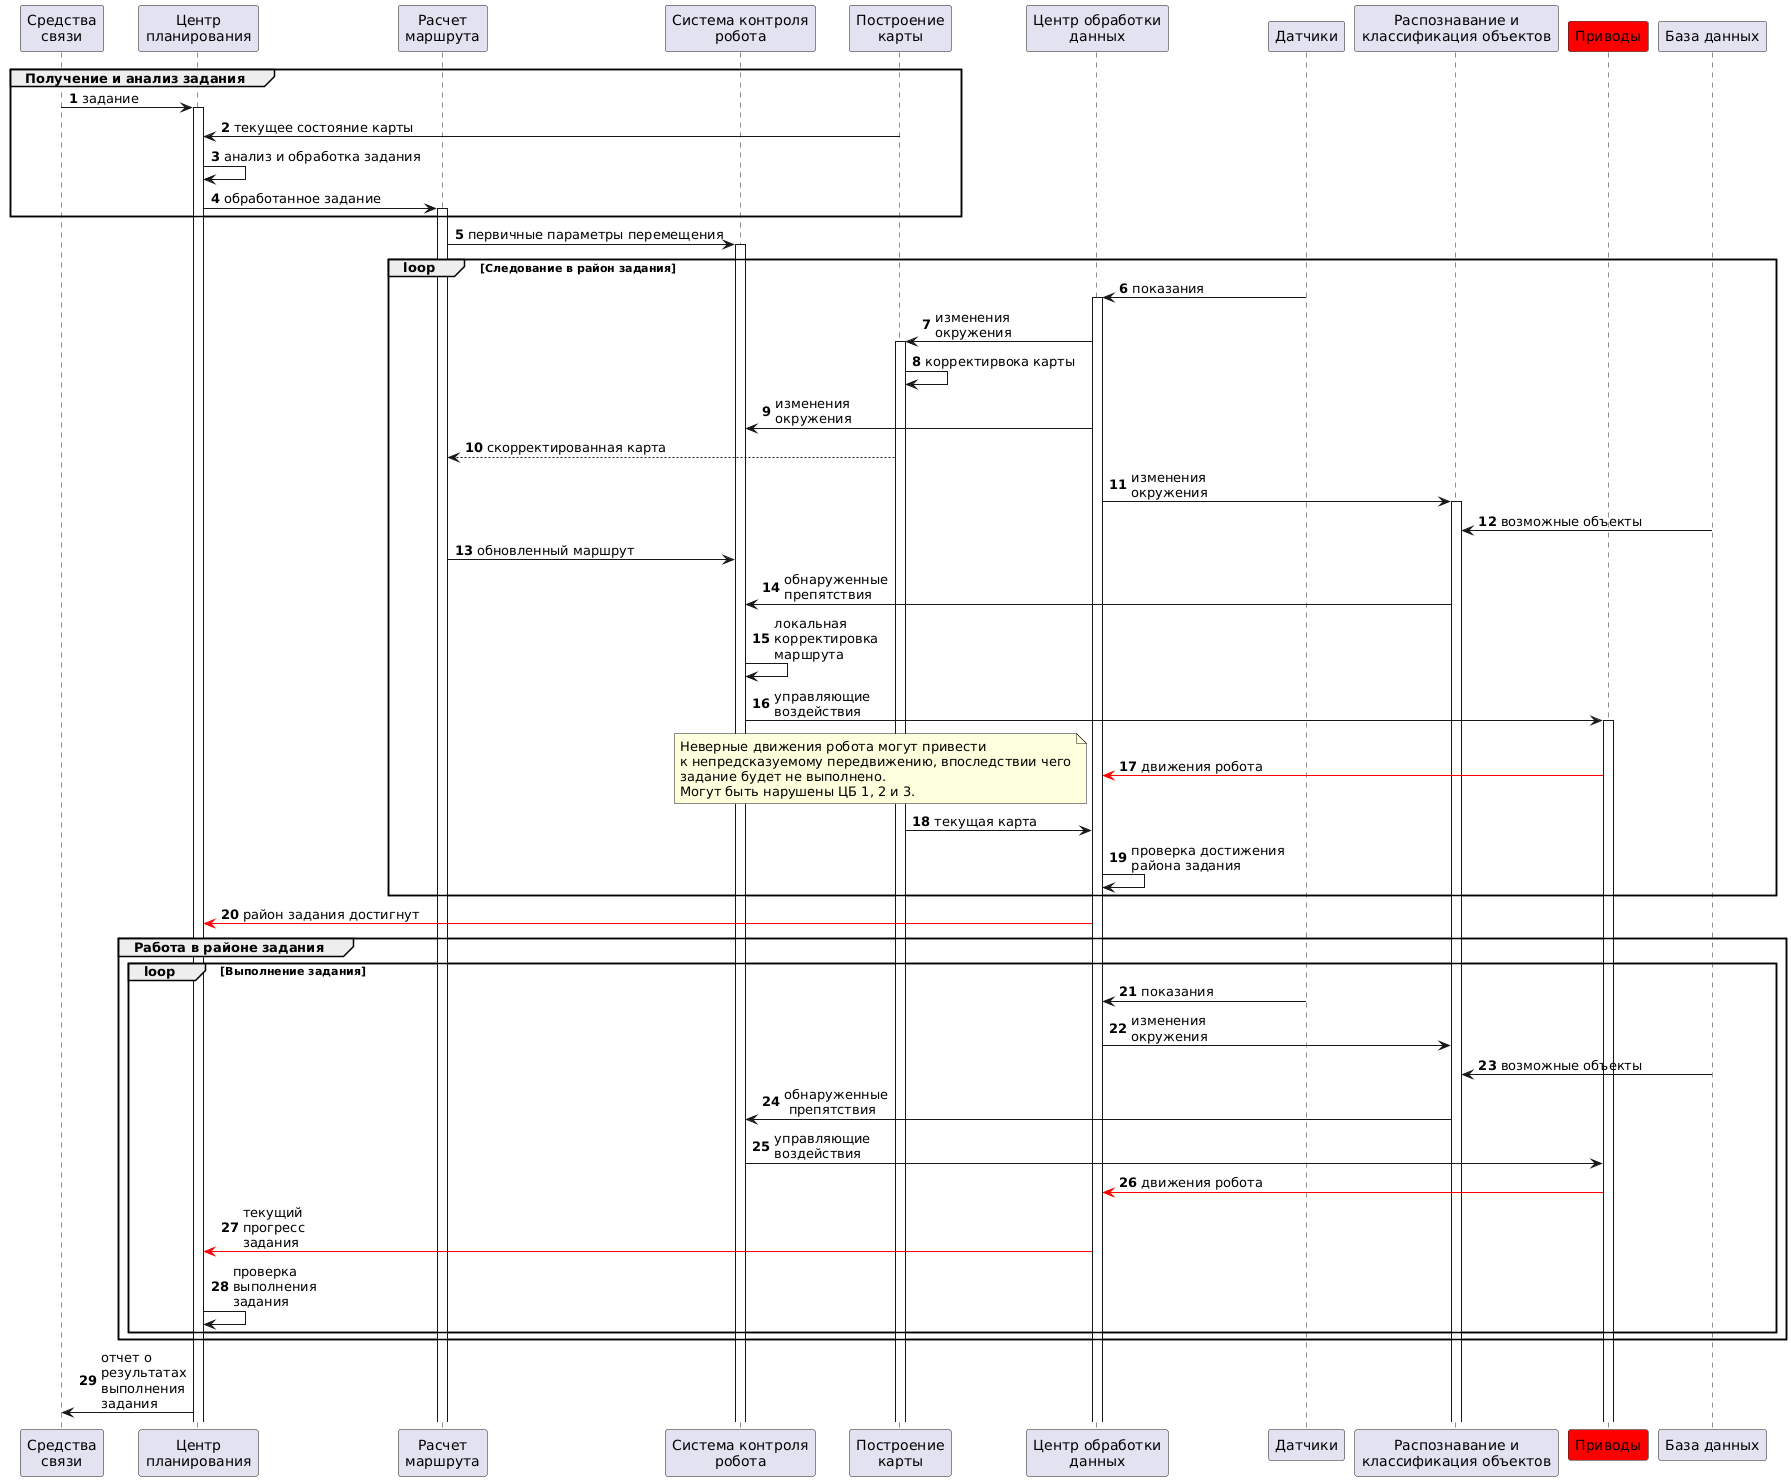 Средства
связи
Центр
планирования
Расчет
маршрута
Система контроля
робота
Построение
карты
Центр обработки
данных
Датчики
Распознавание и
классификация объектов
Приводы
База данных
Получение и анализ задания
1 задание
2 текущее состояние карты
3 анализ и обработка задания
4 обработанное задание
5 первичные параметры перемещения
loop [Следование в район задания]
6 показания
7 изменения
окружения
8 корректирвока карты
9 изменения
окружения
10 скорректированная карта
11 изменения
окружения
12 возможные объекты
13 обновленный маршрут
14 обнаруженные
препятствия
15 локальная
корректировка
маршрута
16 управляющие
воздействия
Неверные движения робота могут привести
к непредсказуемому передвижению, впоследствии чего
задание будет не выполнено.
Могут быть нарушены ЦБ 1, 2 и 3.
17 движения робота
18 текущая карта
19 проверка достижения
района задания
20 район задания достигнут
Работа в районе задания
loop [Выполнение задания]
21 показания
22 изменения
окружения
23 возможные объекты
24 обнаруженные
препятствия
25 управляющие
воздействия
26 движения робота
27 текущий
прогресс
задания
28 проверка
выполнения
задания
29 отчет о
результатах
выполнения
задания
Средства
связи
Центр
планирования
Расчет
маршрута
Система контроля
робота
Построение
карты
Центр обработки
данных
Датчики
Распознавание и
классификация объектов
Приводы
База данных